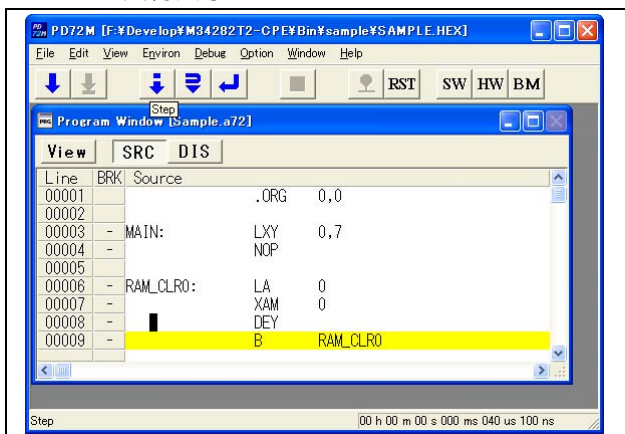 PD72M [F:¥Develop¥M34282T2-CPE¥Bin¥sample¥SAMPLE.HEX]
File Edit View Environ Debug Option Window Help
RST SW HW BM
Step
Program Window [Sample.a72]
View SRC DIS
Line BRK Source
00001 .ORG 0,0
00002
00003 - MAIN: LXY 0,7
00004 - NOP
00005
00006 - RAM_CLR0: LA 0
00007 - XAM 0
00008 - DEY
00009 - B RAM_CLR0
Step 00 h 00 m 00 s 000 ms 040 us 100 ns